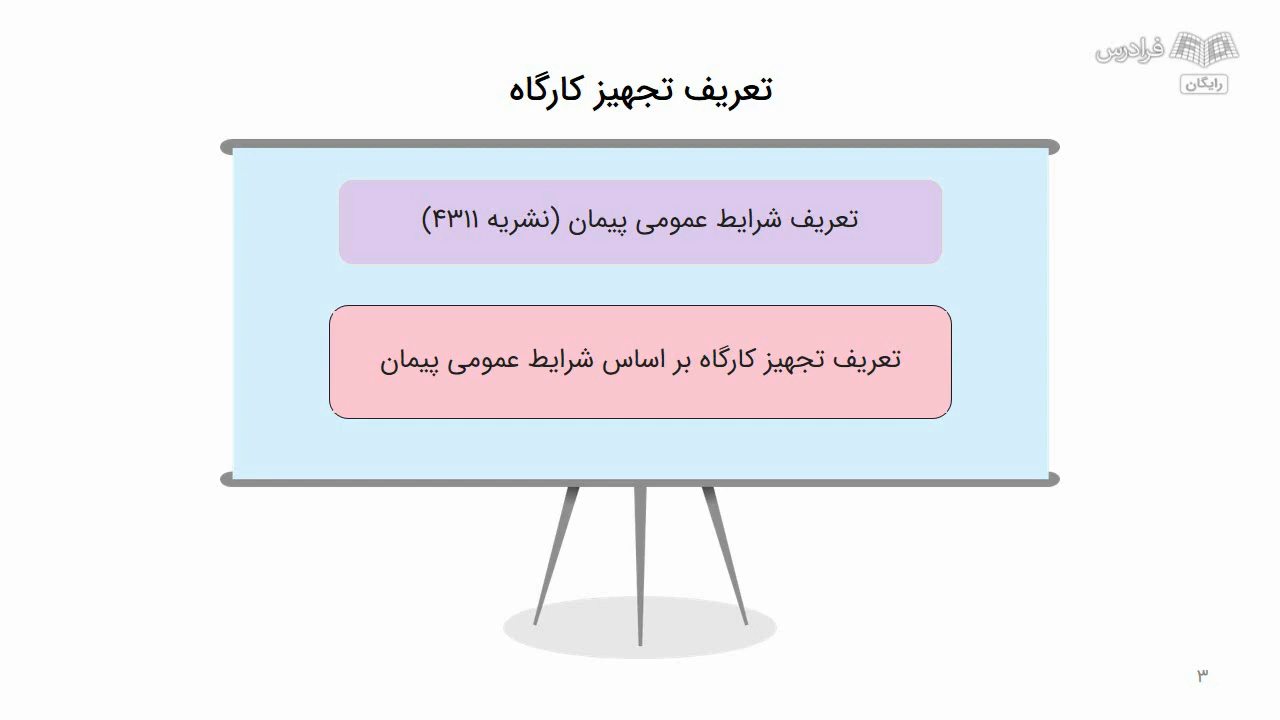 فرادرس
رایگان
تعریف تجهیز کارگاه
تعریف شرایط عمومی پیمان (نشریه ۴۳۱۱)
تعریف تجهیز کارگاه بر اساس شرایط عمومی پیمان
۳